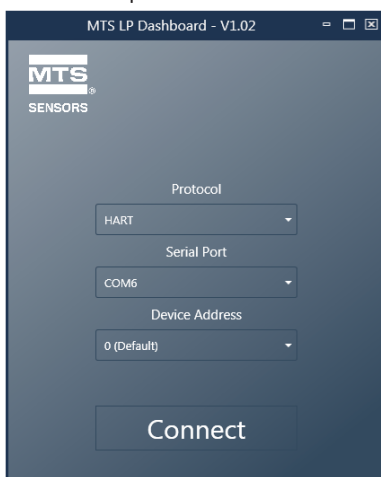 MTS LP Dashboard - V1.02
MTS
®
SENSORS
Protocol
HART
Serial Port
COM6
Device Address
0 (Default)
Connect